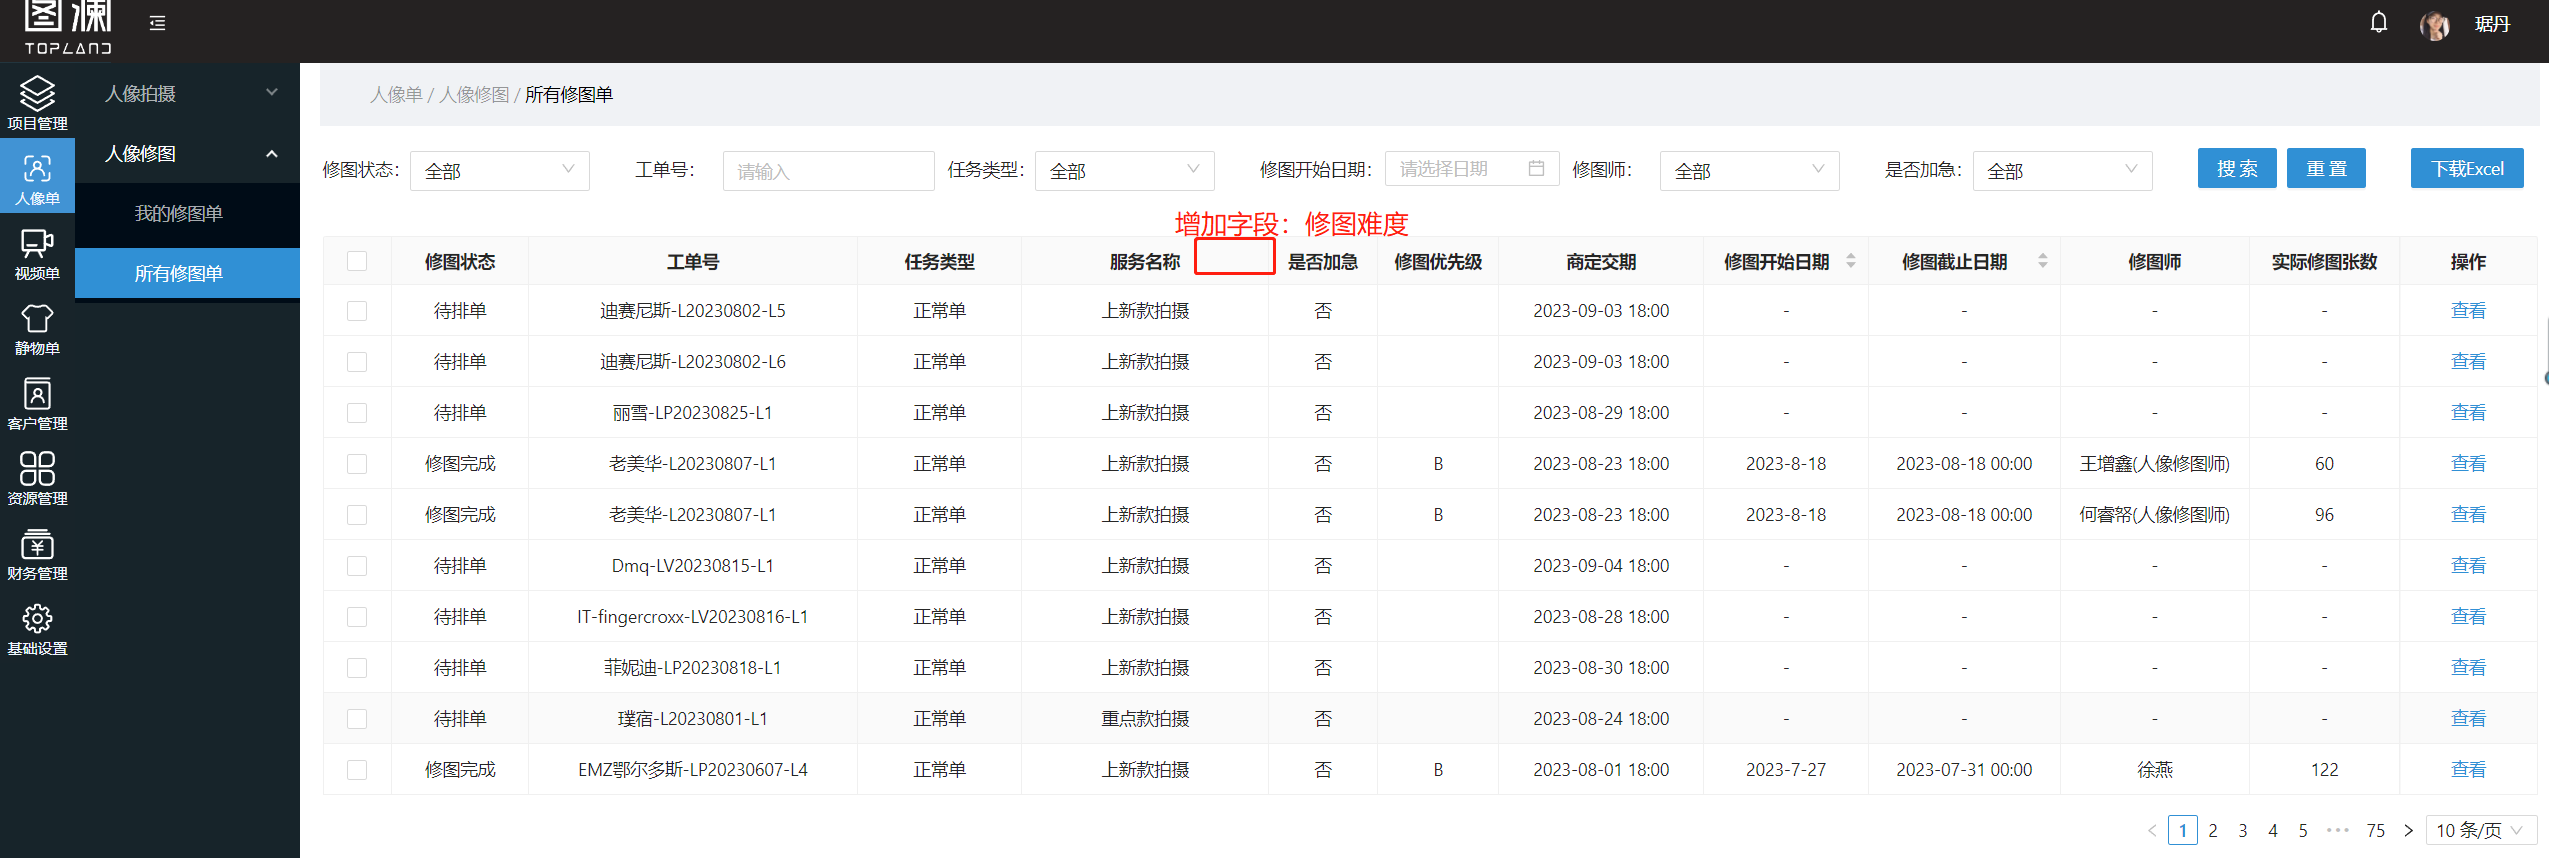 图澜
TOPLAND
琚丹
项目管理
人像单
视频单
静物单
客户管理
资源管理
财务管理
基础设置
人像拍摄
人像修图
我的修图单
所有修图单
人像单 / 人像修图 / 所有修图单
修图状态: 全部 工单号: 请输入 任务类型: 全部 修图开始日期: 请选择日期 修图师: 全部 是否加急: 全部 搜 索 重 置 下载Excel
增加字段：修图难度
修图状态 工单号 任务类型 服务名称 是否加急 修图优先级 商定交期 修图开始日期 修图截止日期 修图师 实际修图张数 操作
待排单 迪赛尼斯-L20230802-L5 正常单 上新款拍摄 否 2023-09-03 18:00 - - - - 查看
待排单 迪赛尼斯-L20230802-L6 正常单 上新款拍摄 否 2023-09-03 18:00 - - - - 查看
待排单 丽雪-LP20230825-L1 正常单 上新款拍摄 否 2023-08-29 18:00 - - - - 查看
修图完成 老美华-L20230807-L1 正常单 上新款拍摄 否 B 2023-08-23 18:00 2023-8-18 2023-08-18 00:00 王增鑫(人像修图师) 60 查看
修图完成 老美华-L20230807-L1 正常单 上新款拍摄 否 B 2023-08-23 18:00 2023-8-18 2023-08-18 00:00 何睿帑(人像修图师) 96 查看
待排单 Dmq-LV20230815-L1 正常单 上新款拍摄 否 2023-09-04 18:00 - - - - 查看
待排单 IT-fingercroxx-LV20230816-L1 正常单 上新款拍摄 否 2023-08-28 18:00 - - - - 查看
待排单 菲妮迪-LP20230818-L1 正常单 上新款拍摄 否 2023-08-30 18:00 - - - - 查看
待排单 璞宿-L20230801-L1 正常单 重点款拍摄 否 2023-08-24 18:00 - - - - 查看
修图完成 EMZ鄂尔多斯-LP20230607-L4 正常单 上新款拍摄 否 B 2023-08-01 18:00 2023-7-27 2023-07-31 00:00 徐燕 122 查看
< 1 2 3 4 5 ••• 75 > 10 条/页